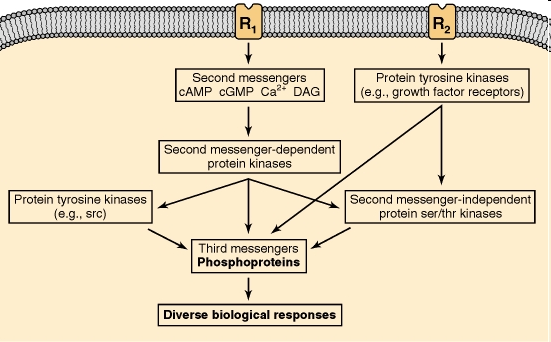 R1
R2
Second messengers
cAMP cGMP Ca2+ DAG
Protein tyrosine kinases
(e.g., growth factor receptors)
Second messenger-dependent
protein kinases
Protein tyrosine kinases
(e.g., src)
Second messenger-independent
protein ser/thr kinases
Third messengers
Phosphoproteins
Diverse biological responses